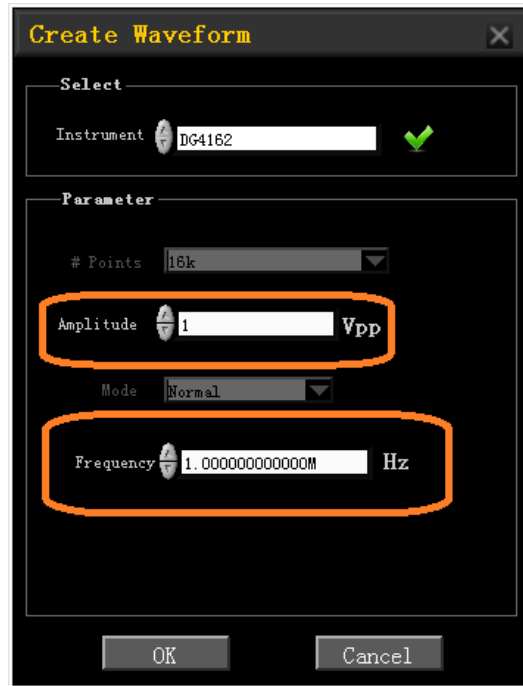 Create Waveform
Select
Instrument DG4162
Parameter
# Points 16k
Amplitude 1 Vpp
Mode Normal
Frequency 1.000000000000M Hz
OK Cancel